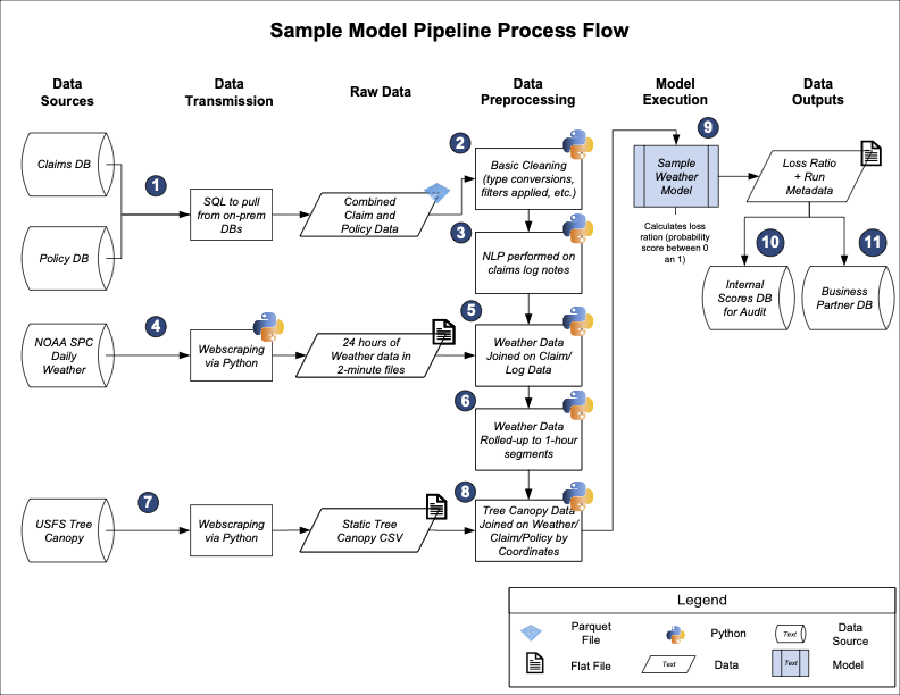 Sample Model Pipeline Process Flow
Data
Sources
Data
Transmission
Raw Data
Data
Preprocessing
Model
Execution
Data
Outputs
Claims DB
Policy DB
1
SQL to pull
from on-prem
DBs
Combined
Claim and
Policy Data
2
Basic Cleaning
(type conversions,
filters applied, etc.)
3
NLP performed on
claims log notes
NOAA SPC
Daily
Weather
4
Webscraping
via Python
24 hours of
Weather data in
2-minute files
5
Weather Data
Joined on Claim/
Log Data
6
Weather Data
Rolled-up to 1-hour
segments
USFS Tree
Canopy
7
Webscraping
via Python
Static Tree
Canopy CSV
8
Tree Canopy Data
Joined on Weather/
Claim/Policy by
Coordinates
9
Sample
Weather
Model
Calculates loss
ration (probability
score between 0
an 1)
Loss Ratio
+ Run
Metadata
10
Internal
Scores DB
for Audit
11
Business
Partner DB
Legend
Parquet
File
Python
Text
Data
Source
Flat File
Text
Data
Text
Model